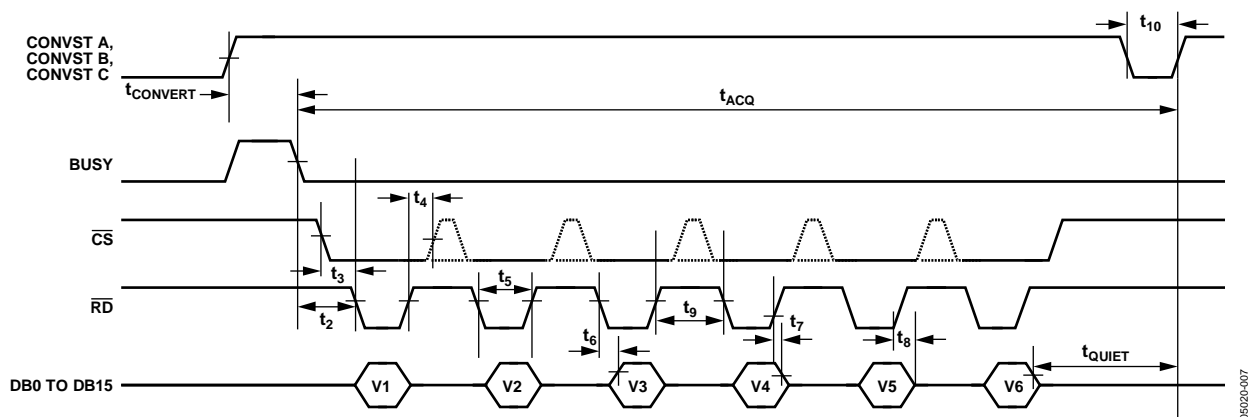 CONVST A,
CONVST B,
CONVST C
t10
tCONVERT
tACQ
BUSY
t4
CS
t3
t5
RD
t2
t9
t7
t6
t8
tQUIET
DB0 TO DB15
V1
V2
V3
V4
V5
V6
05020-007